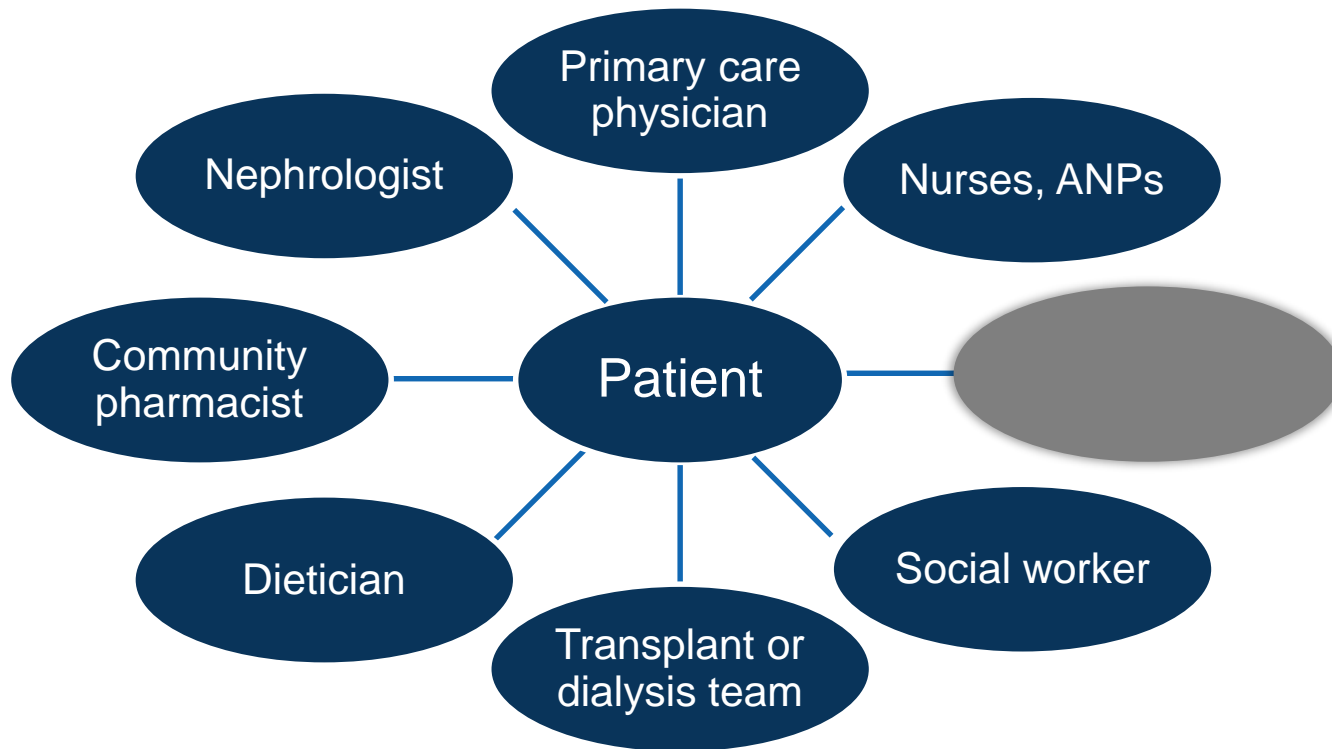 Primary care
physician
Nephrologist
Nurses, ANPs
Community
pharmacist
Patient
Dietician
Social worker
Transplant or
dialysis team